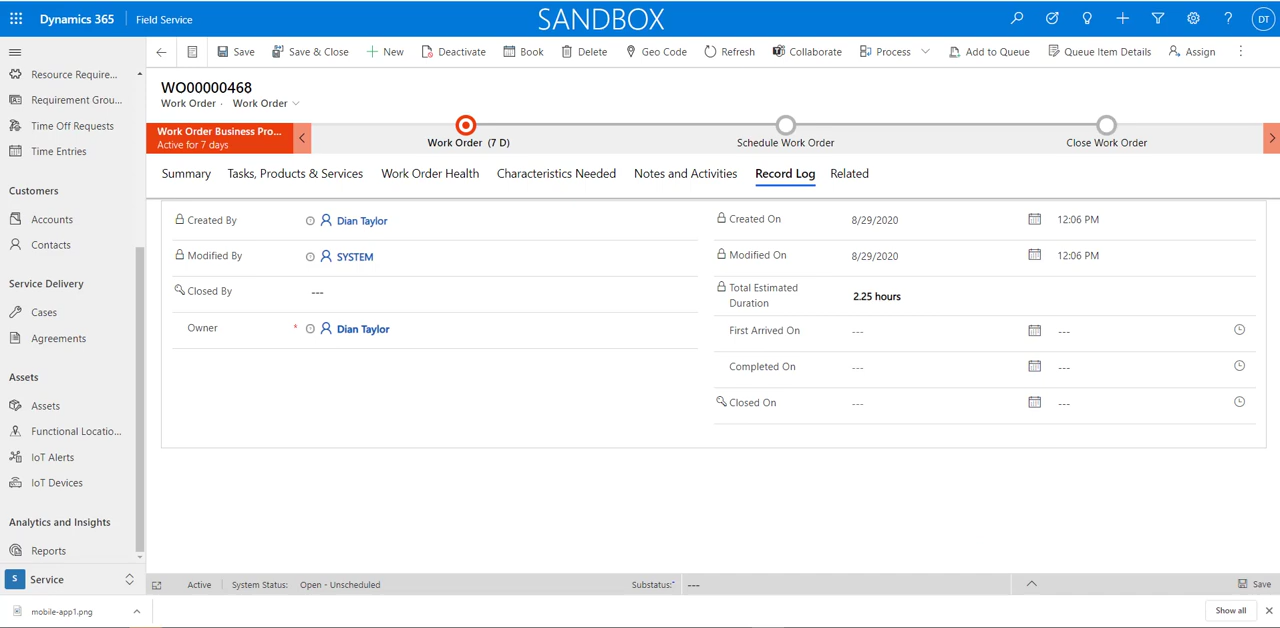 Dynamics 365
Field Service
SANDBOX
?
DT
Save
Save & Close
New
Deactivate
Book
Delete
Geo Code
Refresh
Collaborate
Process
Add to Queue
Queue Item Details
Assign
Resource Require...
Requirement Grou...
Time Off Requests
Time Entries
Customers
Accounts
Contacts
Service Delivery
Cases
Agreements
Assets
Assets
Functional Locatio...
IoT Alerts
IoT Devices
Analytics and Insights
Reports
S
Service
WO00000468
Work Order · Work Order
Work Order Business Pro...
Active for 7 days
Work Order (7 D)
Schedule Work Order
Close Work Order
Summary
Tasks, Products & Services
Work Order Health
Characteristics Needed
Notes and Activities
Record Log
Related
Created By
Dian Taylor
Modified By
SYSTEM
Closed By
---
Owner
*
Dian Taylor
Created On
8/29/2020
12:06 PM
Modified On
8/29/2020
12:06 PM
Total Estimated
Duration
2.25 hours
First Arrived On
---
---
Completed On
---
---
Closed On
---
---
Active
System Status:
Open - Unscheduled
Substatus:*
---
Save
mobile-app1.png
Show all